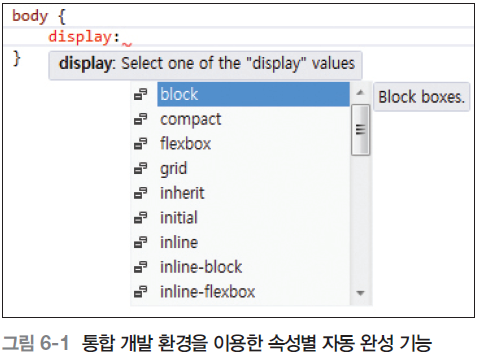 body {
display:
}
display: Select one of the "display" values
block
Block boxes.
compact
flexbox
grid
inherit
initial
inline
inline-block
inline-flexbox
그림 6-1 통합 개발 환경을 이용한 속성별 자동 완성 기능